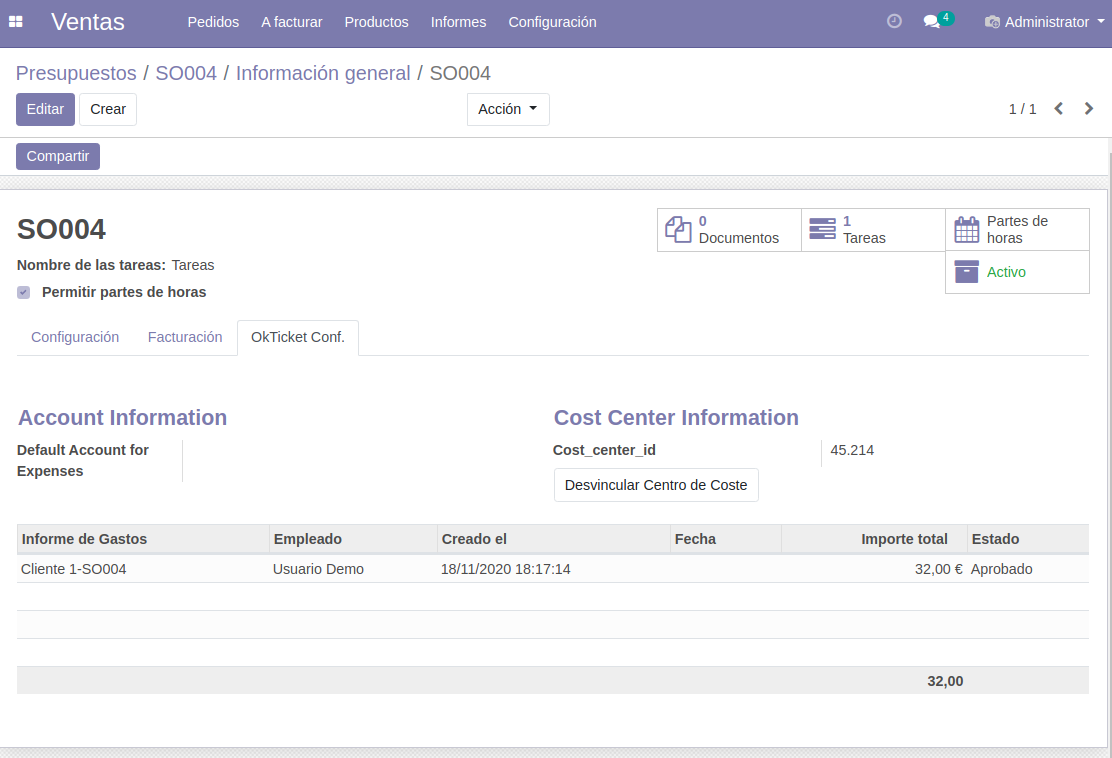 Ventas Pedidos A facturar Productos Informes Configuración 4 Administrator
Presupuestos / SO004 / Información general / SO004
Editar Crear Acción 1 / 1
Compartir
SO004
0 Documentos
1 Tareas
Partes de horas
Activo
Nombre de las tareas: Tareas
Permitir partes de horas
Configuración Facturación OkTicket Conf.
Account Information
Default Account for
Expenses
Cost Center Information
Cost_center_id 45.214
Desvincular Centro de Coste
Informe de Gastos Empleado Creado el Fecha Importe total Estado
Cliente 1-SO004 Usuario Demo 18/11/2020 18:17:14 32,00 € Aprobado
32,00